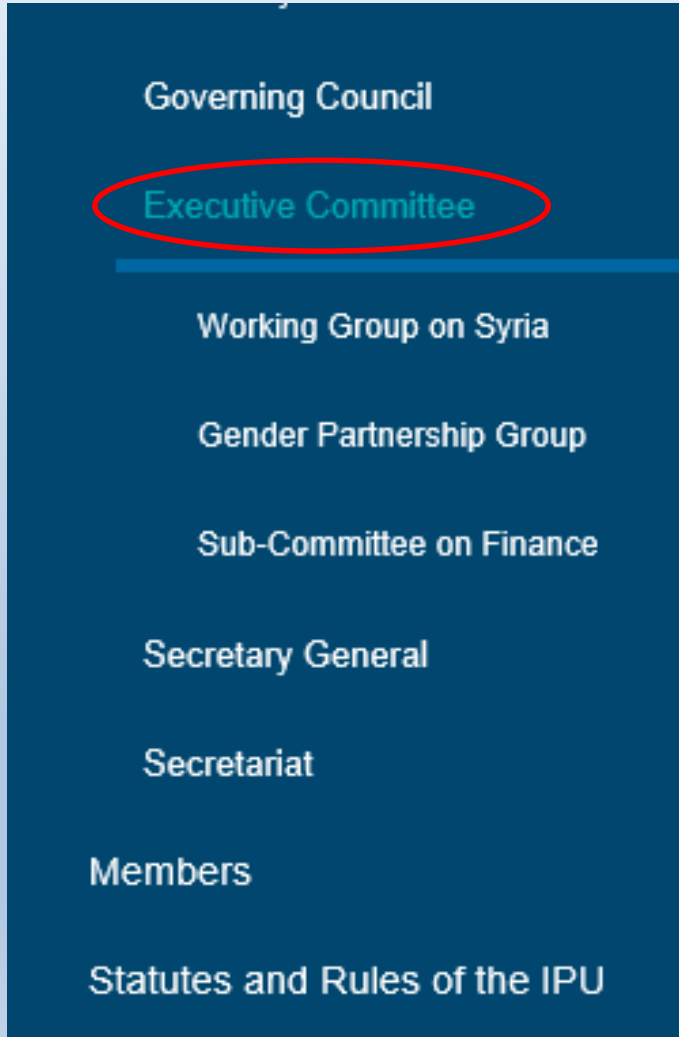 Governing Council
Executive Committee
Working Group on Syria
Gender Partnership Group
Sub-Committee on Finance
Secretary General
Secretariat
Members
Statutes and Rules of the IPU